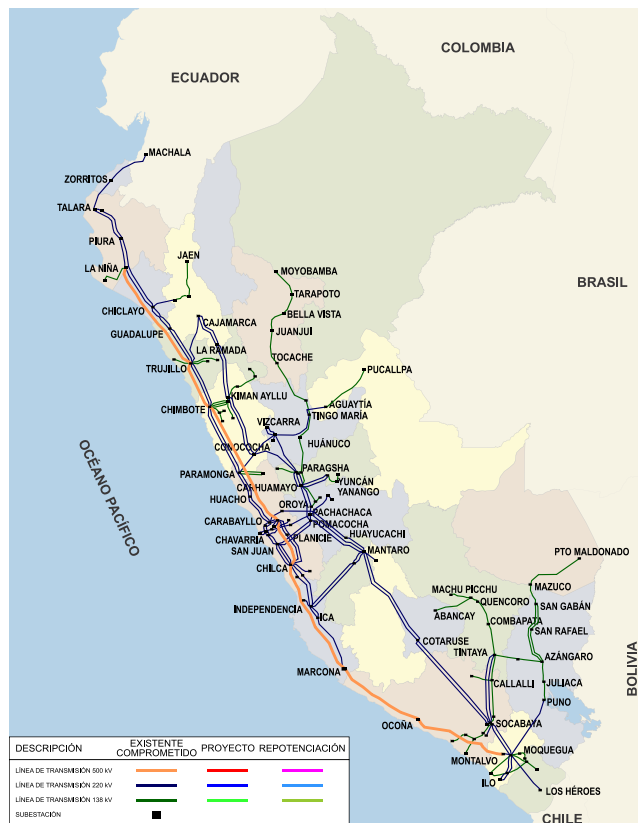 COLOMBIA
ECUADOR
MACHALA
ZORRITOS
TALARA
PIURA
JAEN
LA NIÑA
MOYOBAMBA
BRASIL
TARAPOTO
CHICLAYO
BELLA VISTA
CAJAMARCA
GUADALUPE
JUANJUÍ
LA RAMADA
TOCACHE
TRUJILLO
PUCALLPA
KIMAN AYLLU
CHIMBOTE
AGUAYTÍA
TINGO MARÍA
VIZCARRA
HUÁNUCO
CONOCOCHA
OCÉANO PACÍFICO
PARAMONGA
PARAGSHA
CARHUAMAYO
YUNCÁN
YANANGO
HUACHO
OROYA
PACHACHACA
CARABAYLLO
POMACOCHA
CHAVARRIA
PLANICIE
HUAYUCACHI
SAN JUAN
MANTARO
PTO MALDONADO
CHILCA
MACHU PICCHU
MAZUCO
QUENCORO
SAN GABÁN
INDEPENDENCIA
ABANCAY
ICA
COMBAPATA
SAN RAFAEL
COTARUSE
TINTAYA
AZÁNGARO
BOLIVIA
MARCONA
CALLALLI
JULIACA
PUNO
OCOÑA
SOCABAYA
MOQUEGUA
MONTALVO
ILO
LOS HÉROES
CHILE
DESCRIPCIÓN EXISTENTE COMPROMETIDO PROYECTO REPOTENCIACIÓN
LÍNEA DE TRANSMISIÓN 500 kV
LÍNEA DE TRANSMISIÓN 220 kV
LÍNEA DE TRANSMISIÓN 138 kV
SUBESTACIÓN